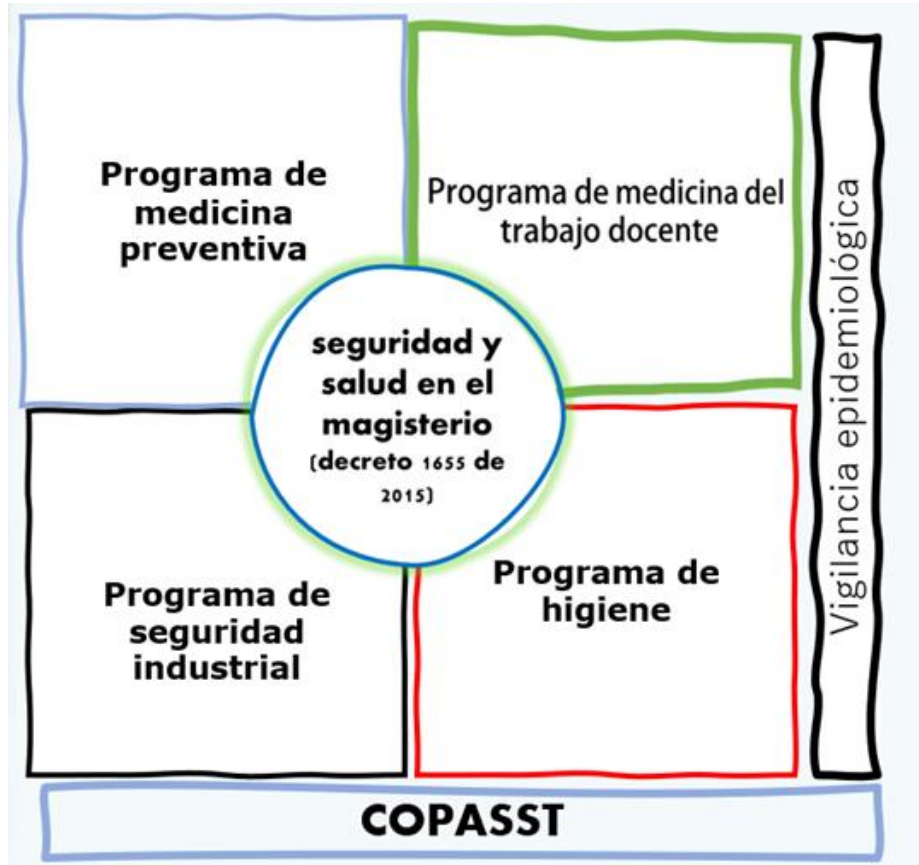 Programa de
medicina
preventiva
Programa de medicina del
trabajo docente
seguridad y
salud en el
magisterio
(decreto 1655 de
2015)
Programa de
seguridad
industrial
Programa de
higiene
Vigilancia epidemiológica
COPASST